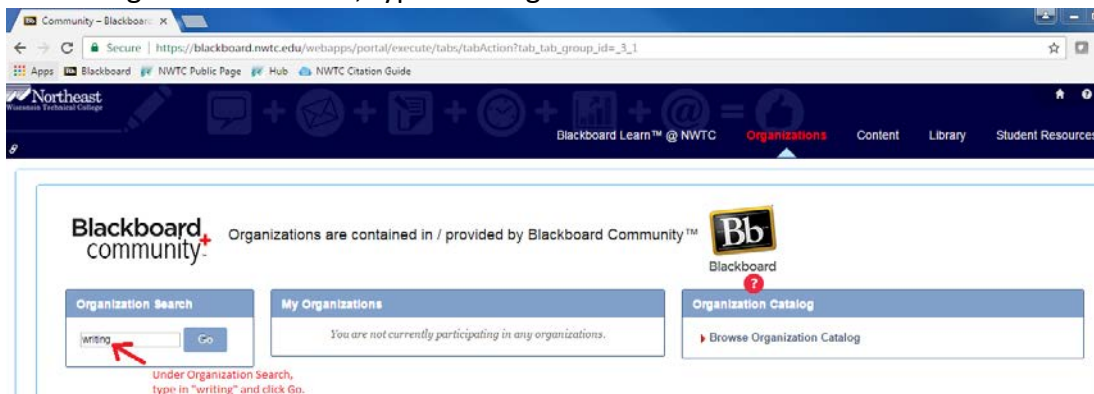 Community – Blackboard
Secure | https://blackboard.nwtc.edu/webapps/portal/execute/tabs/tabAction?tab_tab_group_id=_3_1
Apps Blackboard NWTC Public Page Hub NWTC Citation Guide
Northeast
Wisconsin Technical College
Blackboard Learn™ @ NWTC Organizations Content Library Student Resources
Blackboard
community
Organizations are contained in / provided by Blackboard Community™
Bb
Blackboard
?
Organization Search My Organizations Organization Catalog
writing Go You are not currently participating in any organizations. Browse Organization Catalog
Under Organization Search,
type in "writing" and click Go.